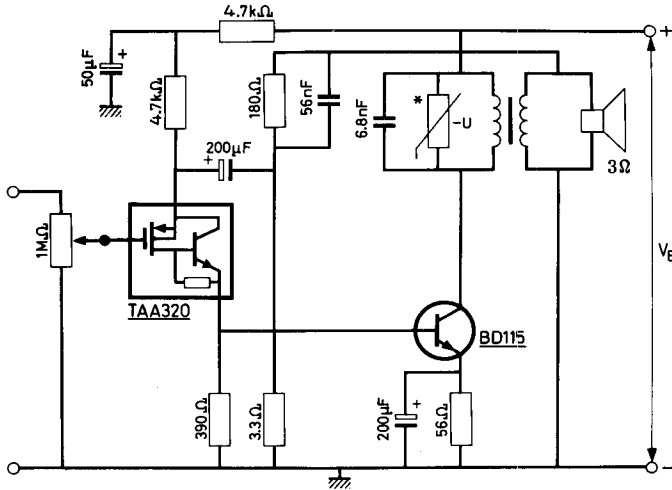 4.7kΩ
+
50µF
+
4.7kΩ
180Ω
56nF
6.8nF
*
-U
3Ω
200µF
+
1MΩ
TAA320
V
BD115
390Ω
3.3Ω
200µF
+
56Ω
−